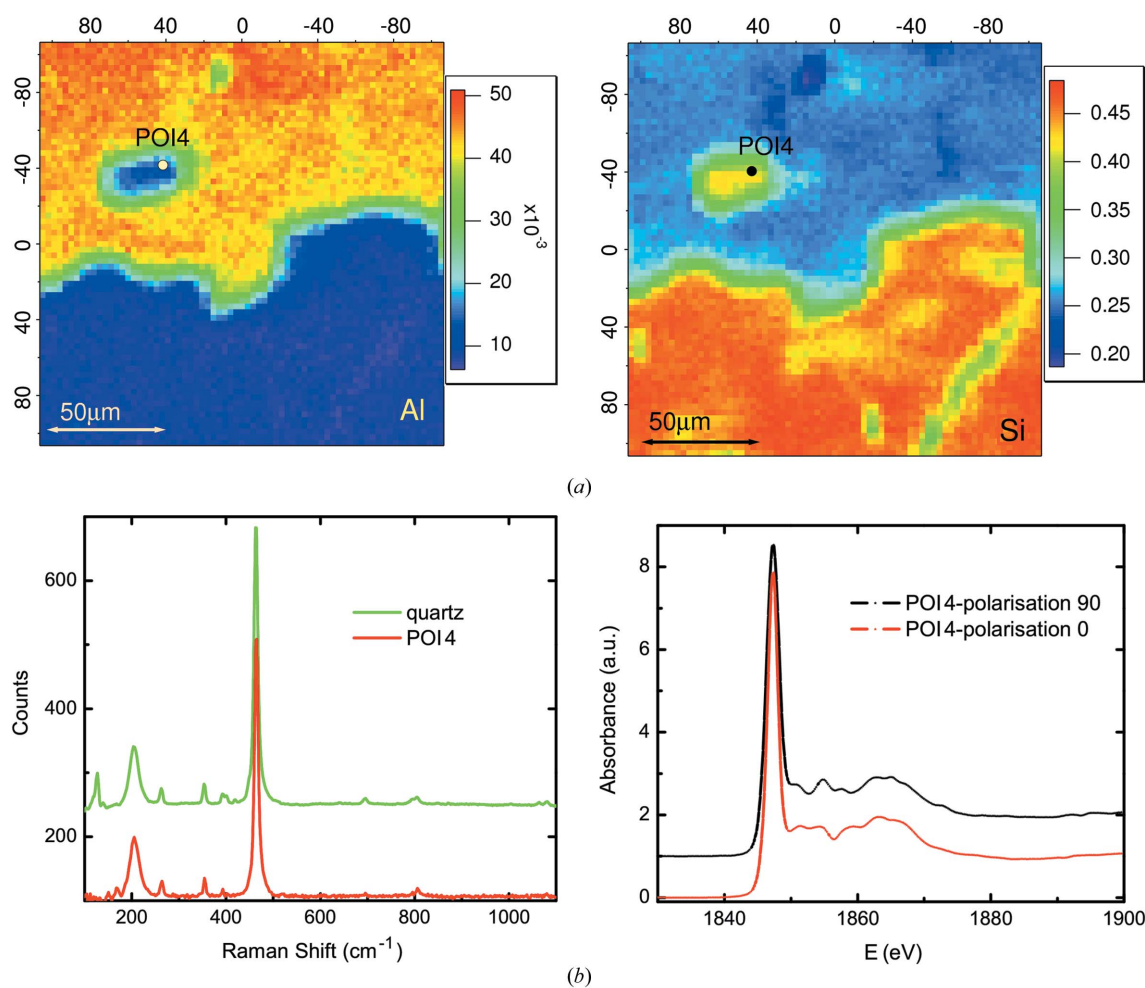 80 40 0 -40 -80
80 40 0 -40 -80
-80
-40
0
40
80
POI4
50μm
Al
50
40
30
20
10
x10⁻³
-80
-40
0
40
80
POI4
50μm
Si
0.45
0.40
0.35
0.30
0.25
0.20
(a)
600
400
200
Counts
quartz
POI4
200 400 600 800 1000
Raman Shift (cm⁻¹)
8
6
4
2
0
Absorbance (a.u.)
POI4-polarisation 90
POI4-polarisation 0
1840 1860 1880 1900
E (eV)
(b)